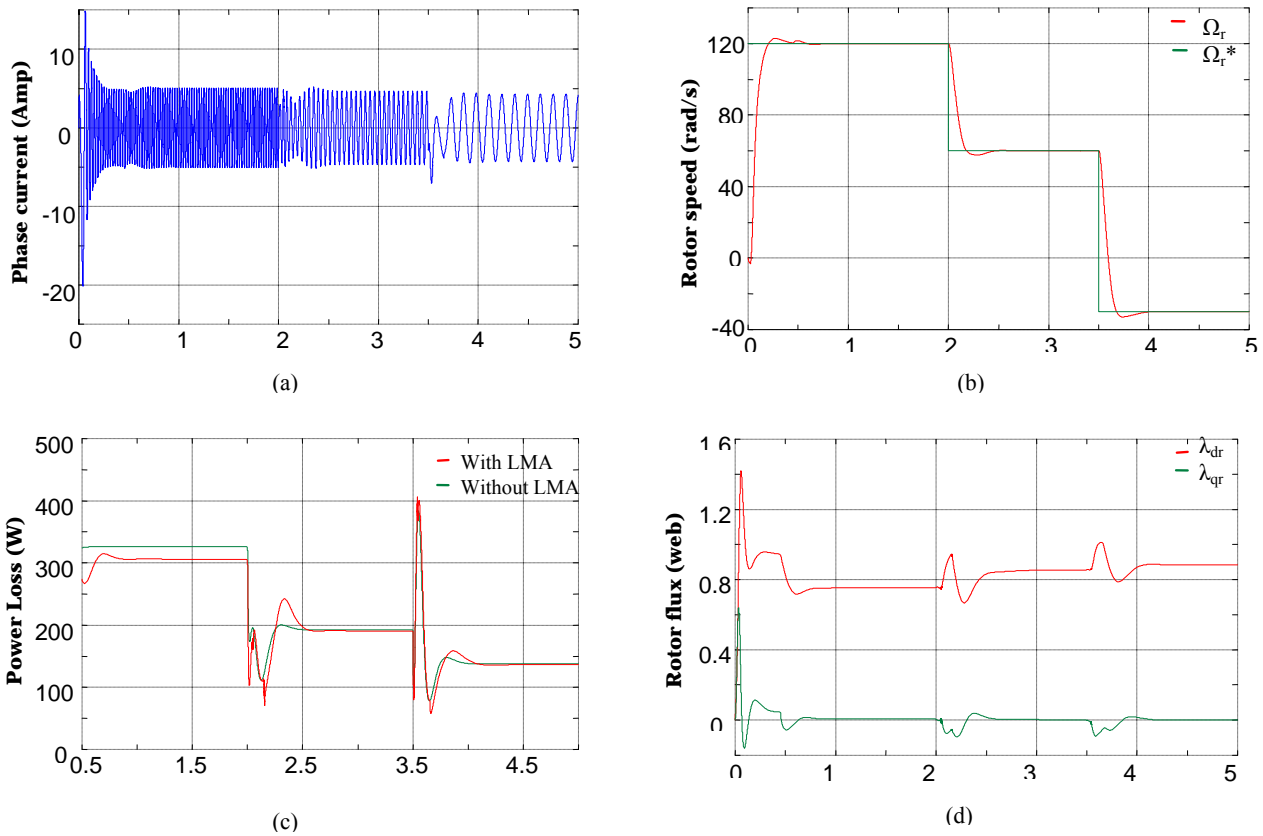 10
0
-10
-20
Phase current (Amp)
0 1 2 3 4 5
(a)
120
80
40
0
-40
Rotor speed (rad/s)
Ωr
Ωr*
0 1 2 3 4 5
(b)
500
400
300
200
100
0
Power Loss (W)
With LMA
Without LMA
0.5 1.5 2.5 3.5 4.5
(c)
1 6
1.2
0.8
0.4
0
Rotor flux (web)
λdr
λqr
0 1 2 3 4 5
(d)